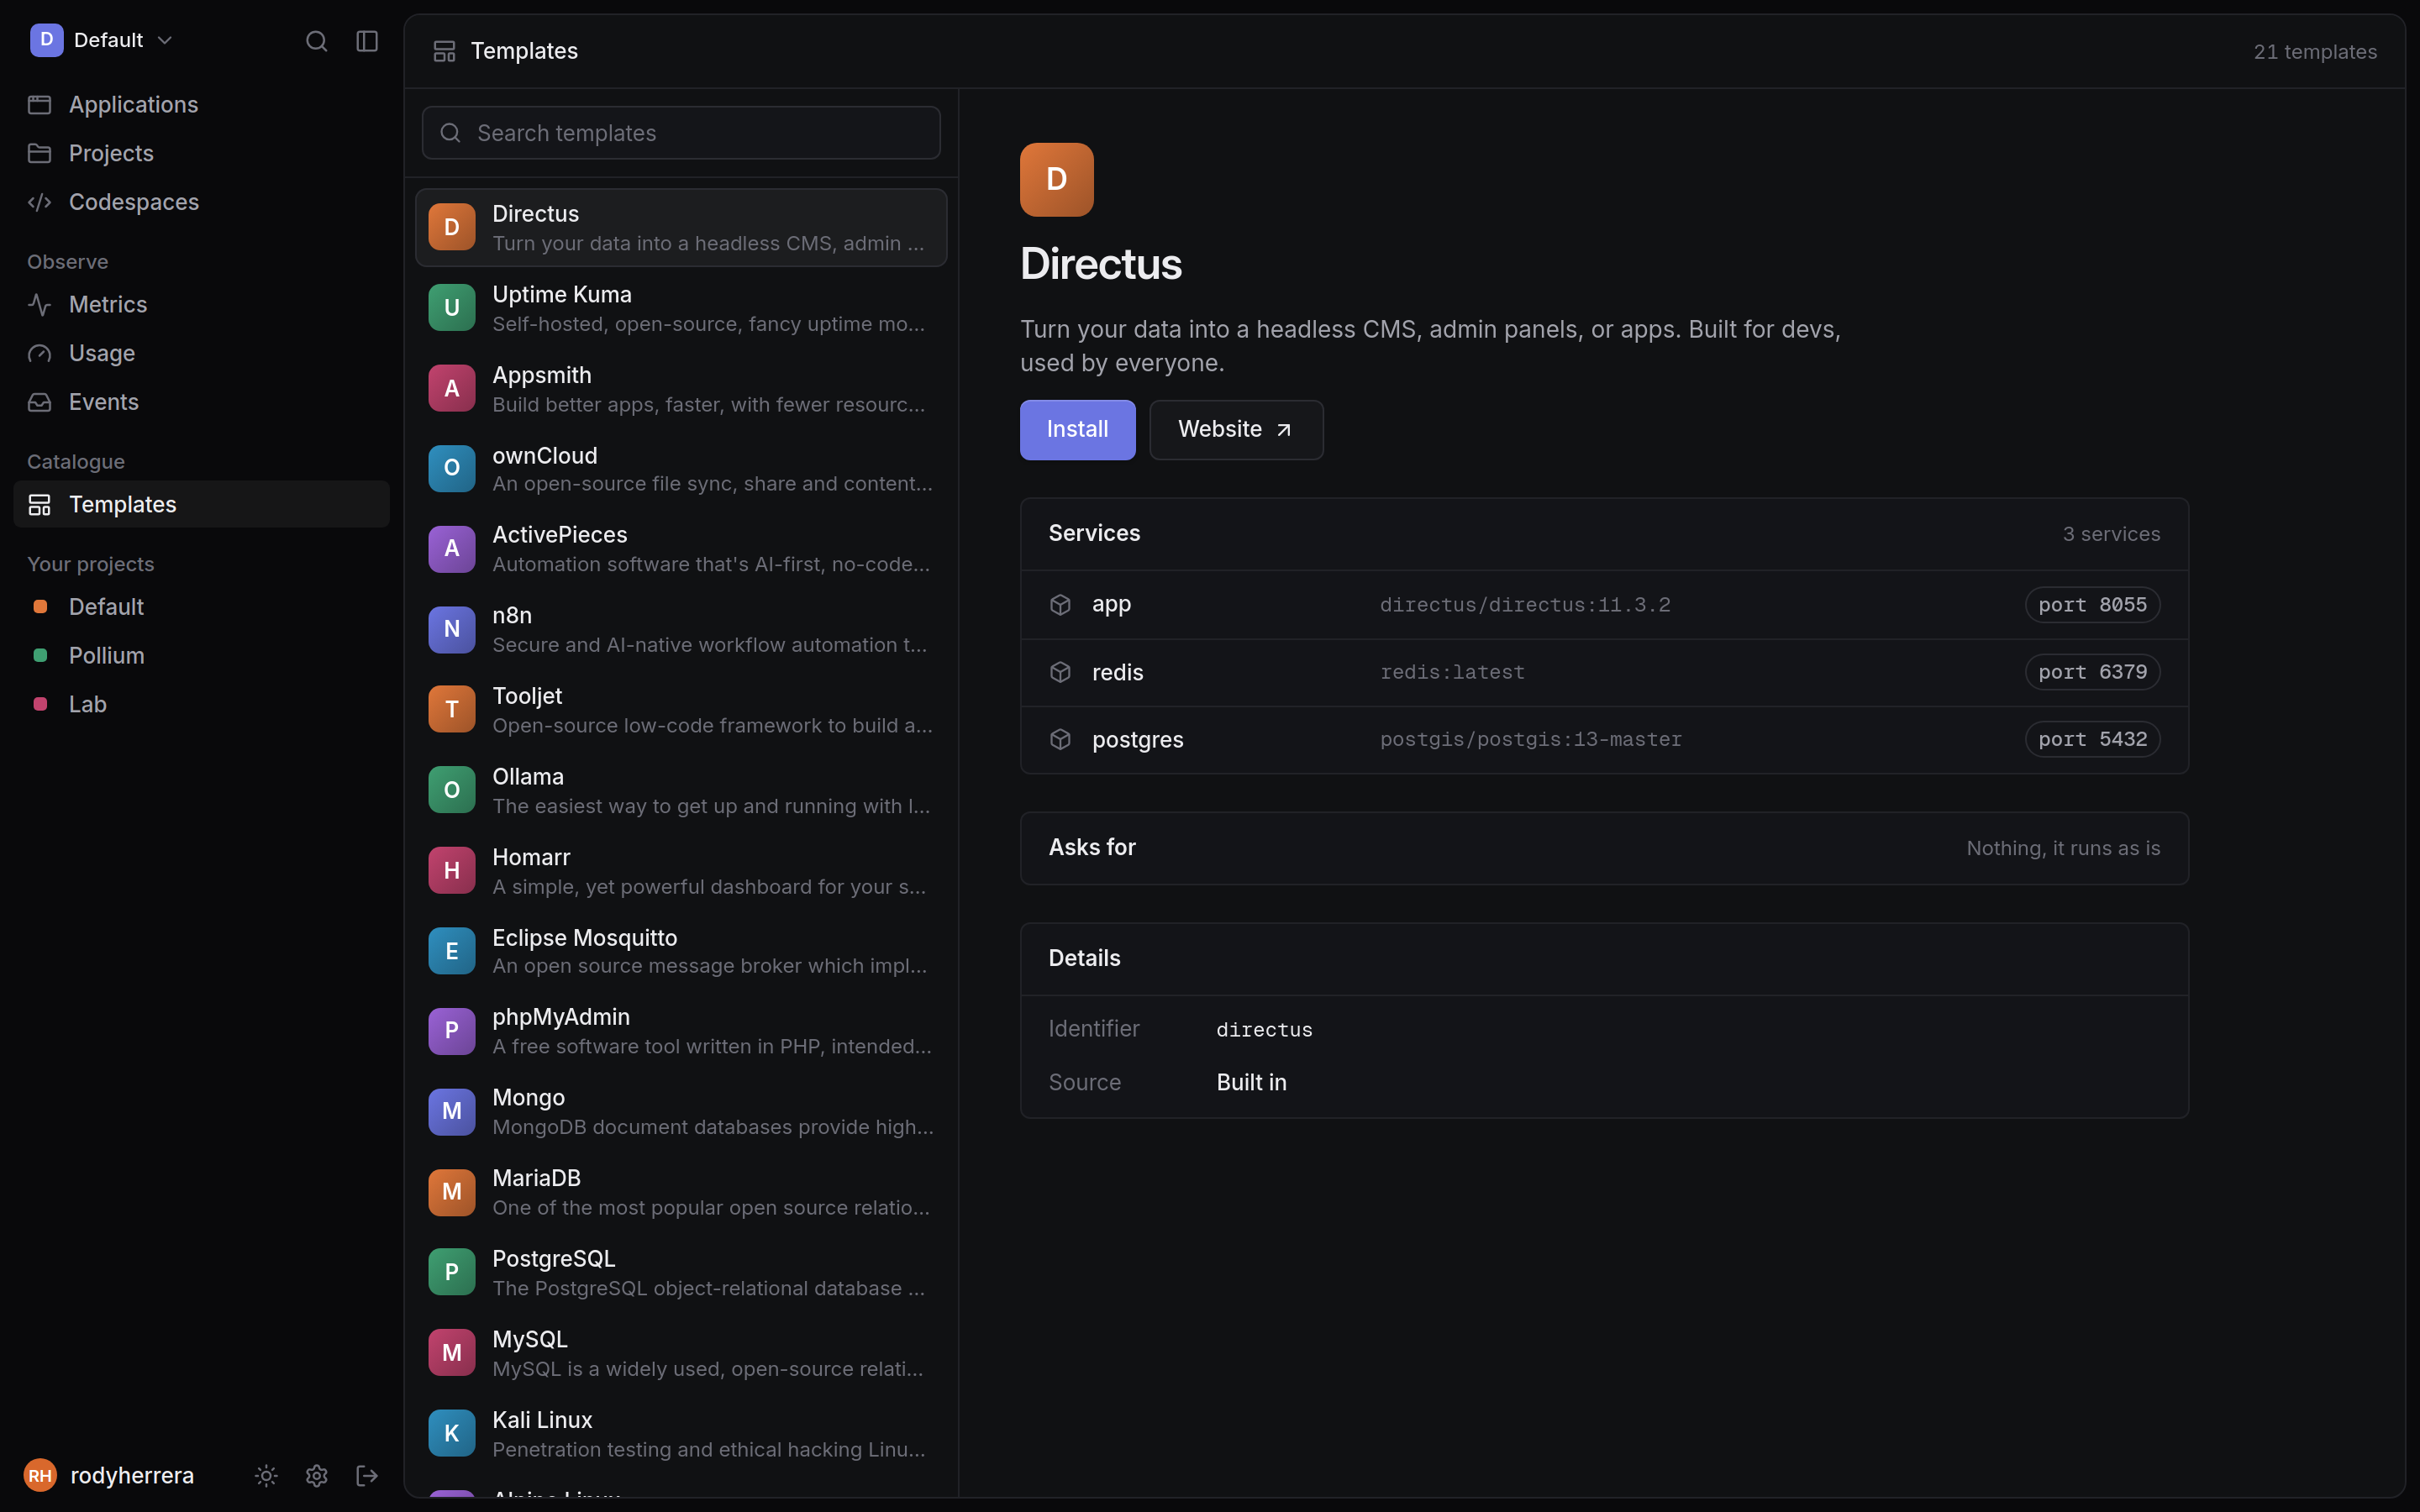 D Default
Applications
Projects
Codespaces
Observe
Metrics
Usage
Events
Catalogue
Templates
Your projects
Default
Pollium
Lab
RH rodyherrera
Templates
21 templates
Search templates
D Directus
Turn your data into a headless CMS, admin ...
U Uptime Kuma
Self-hosted, open-source, fancy uptime mo...
A Appsmith
Build better apps, faster, with fewer resourc...
O ownCloud
An open-source file sync, share and content...
A ActivePieces
Automation software that's AI-first, no-code...
N n8n
Secure and AI-native workflow automation t...
T Tooljet
Open-source low-code framework to build a...
O Ollama
The easiest way to get up and running with l...
H Homarr
A simple, yet powerful dashboard for your s...
E Eclipse Mosquitto
An open source message broker which impl...
P phpMyAdmin
A free software tool written in PHP, intended...
M Mongo
MongoDB document databases provide high...
M MariaDB
One of the most popular open source relatio...
P PostgreSQL
The PostgreSQL object-relational database ...
M MySQL
MySQL is a widely used, open-source relati...
K Kali Linux
Penetration testing and ethical hacking Linu...
D
Directus
Turn your data into a headless CMS, admin panels, or apps. Built for devs,
used by everyone.
Install
Website
Services
3 services
app directus/directus:11.3.2 port 8055
redis redis:latest port 6379
postgres postgis/postgis:13-master port 5432
Asks for
Nothing, it runs as is
Details
Identifier directus
Source Built in